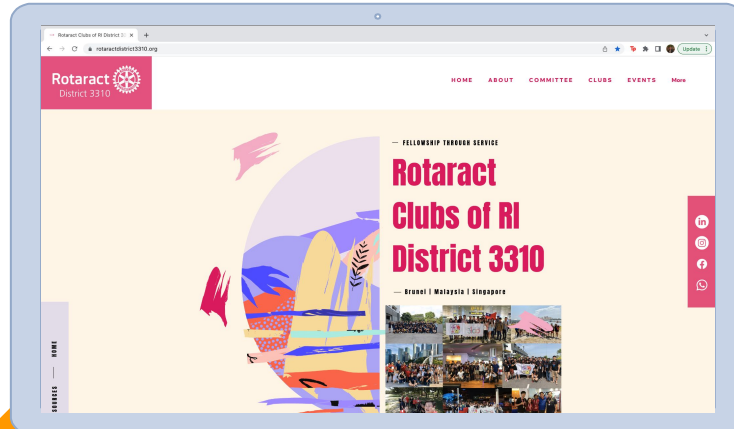 Rotaract Clubs of RI District 33
rotaractdistrict3310.org
Update
Rotaract
District 3310
HOME
ABOUT
COMMITTEE
CLUBS
EVENTS
More
— FELLOWSHIP THROUGH SERVICE
Rotaract
Clubs of RI
District 3310
— Brunei | Malaysia | Singapore
in
HOME
SOURCES